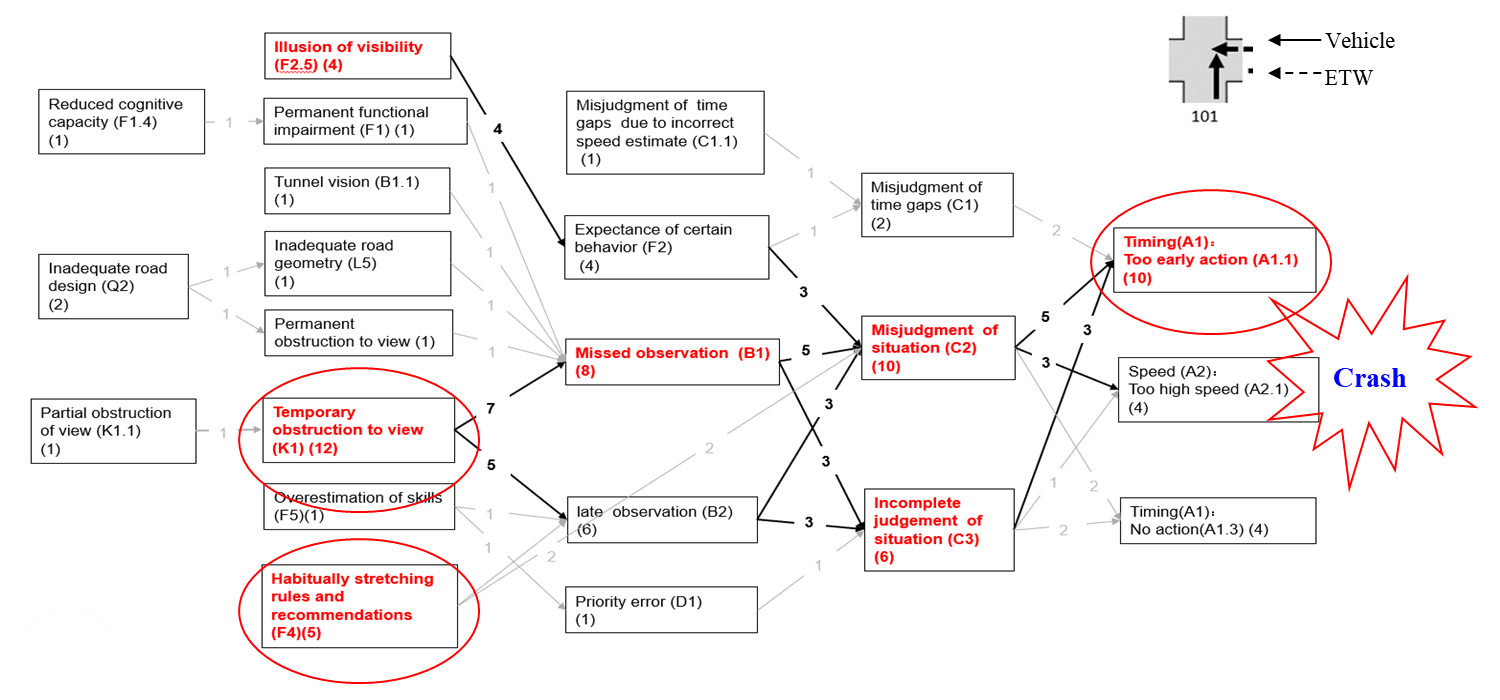 Illusion of visibility
(F2.5) (4)
Vehicle
ETW
101
Reduced cognitive
capacity (F1.4)
(1)
1
Permanent functional
impairment (F1) (1)
4
Misjudgment of  time
gaps  due to incorrect
speed estimate (C1.1)
(1)
1
Tunnel vision (B1.1)
(1)
1
Misjudgment of
time gaps (C1)
(2)
Expectance of certain
behavior (F2)
(4)
1
2
Timing(A1)：
Too early action (A1.1)
(10)
Inadequate road
design (Q2)
(2)
1
1
Inadequate road
geometry (L5)
(1)
1
1
3
Permanent
obstruction to view (1)
1
Missed observation  (B1)
(8)
5
Misjudgment  of
situation (C2)
(10)
5
3
3
Speed (A2)：
Too high speed (A2.1)
(4)
Crash
Partial obstruction
of view (K1.1)
(1)
1
Temporary
obstruction to view
(K1) (12)
7
5
3
2
3
Overestimation of skills
(F5)(1)
1
1
late  observation (B2)
(6)
3
2
Incomplete
judgement  of
situation (C3)
(6)
1
2
2
Timing(A1)：
No action(A1.3) (4)
Habitually stretching
rules and
recommendations
(F4)(5)
Priority error (D1)
(1)
1